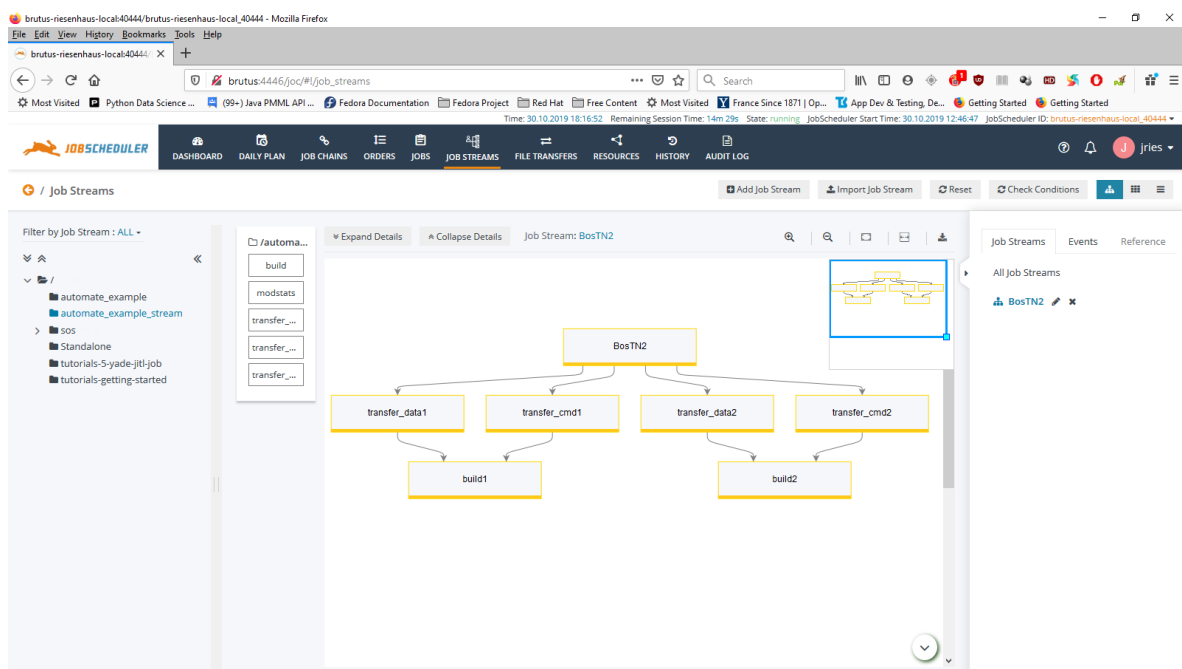 brutus-riesenhaus-local:40444/brutus-riesenhaus-local_40444 - Mozilla Firefox
File Edit View History Bookmarks Tools Help
brutus-riesenhaus-local:40444/
brutus:4446/joc/#!/job_streams
Search
Most Visited Python Data Science ... (99+) Java PMML API ... Fedora Documentation Fedora Project Red Hat Free Content Most Visited France Since 1871 | Op... App Dev & Testing, De... Getting Started Getting Started
Time: 30.10.2019 18:16:52 Remaining Session Time: 14m 29s State: running JobScheduler Start Time: 30.10.2019 12:46:47 JobScheduler ID: brutus-riesenhaus-local_40444
JOBSCHEDULER
DASHBOARD DAILY PLAN JOB CHAINS ORDERS JOBS JOB STREAMS FILE TRANSFERS RESOURCES HISTORY AUDIT LOG
J jries
/ Job Streams
Add Job Stream Import Job Stream Reset Check Conditions
Filter by Job Stream : ALL
/
automate_example
automate_example_stream
sos
Standalone
tutorials-5-yade-jitl-job
tutorials-getting-started
/automa...
build
modstats
transfer_...
transfer_...
transfer_...
Expand Details Collapse Details Job Stream: BosTN2
BosTN2
transfer_data1 transfer_cmd1 transfer_data2 transfer_cmd2
build1 build2
Job Streams Events Reference
All Job Streams
BosTN2